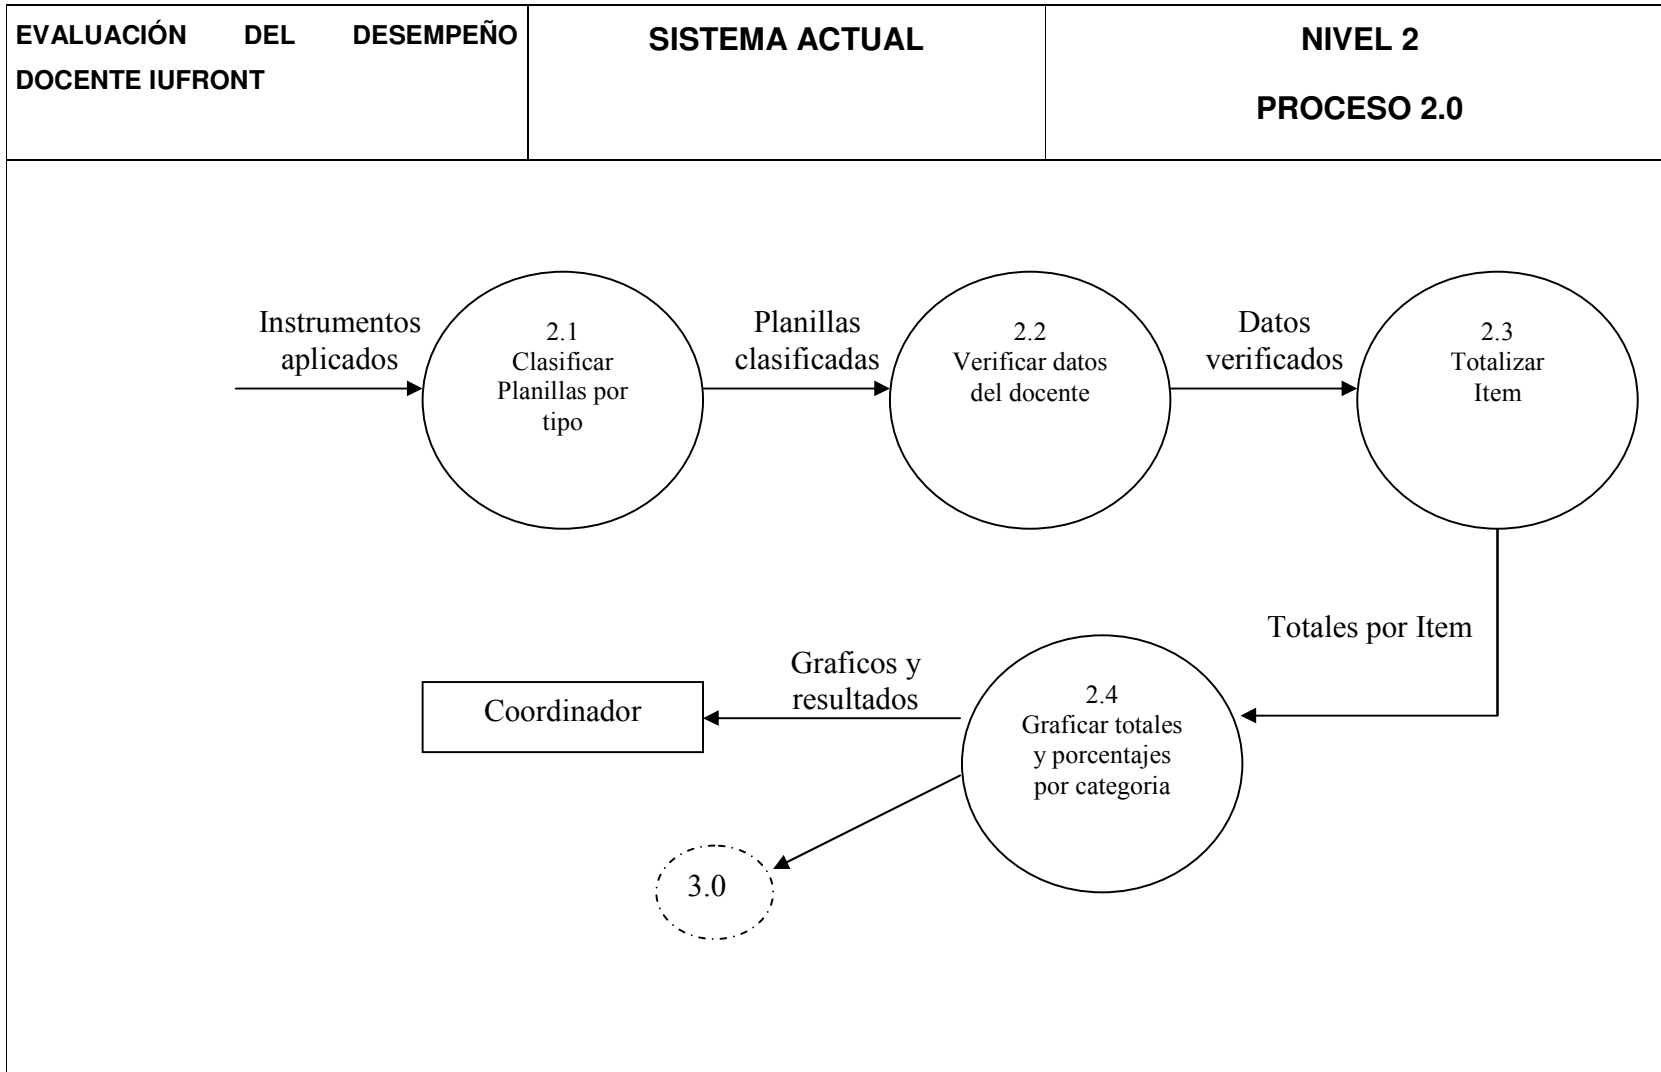 EVALUACIÓN DEL DESEMPEÑO
DOCENTE IUFRONT
SISTEMA ACTUAL
NIVEL 2
PROCESO 2.0
Instrumentos
aplicados
2.1
Clasificar
Planillas por
tipo
Planillas
clasificadas
2.2
Verificar datos
del docente
Datos
verificados
2.3
Totalizar
Item
Totales por Item
2.4
Graficar totales
y porcentajes
por categoria
Graficos y
resultados
Coordinador
3.0